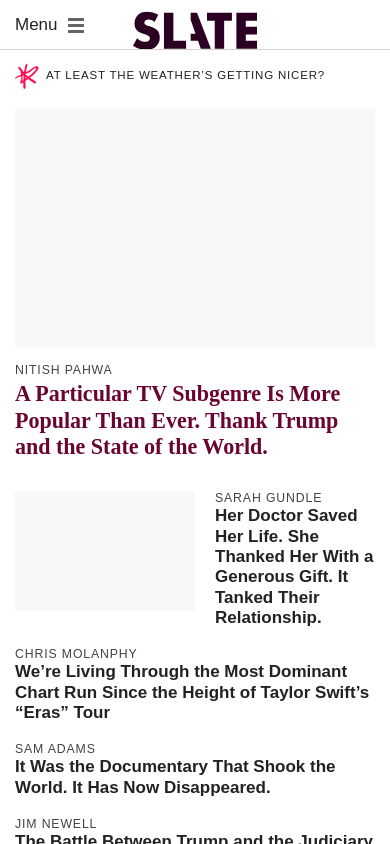 Menu
SLATE
AT LEAST THE WEATHER’S GETTING NICER?
NITISH PAHWA
A Particular TV Subgenre Is More
Popular Than Ever. Thank Trump
and the State of the World.
SARAH GUNDLE
Her Doctor Saved
Her Life. She
Thanked Her With a
Generous Gift. It
Tanked Their
Relationship.
CHRIS MOLANPHY
We’re Living Through the Most Dominant
Chart Run Since the Height of Taylor Swift’s
“Eras” Tour
SAM ADAMS
It Was the Documentary That Shook the
World. It Has Now Disappeared.
JIM NEWELL
The Battle Between Trump and the Judiciary